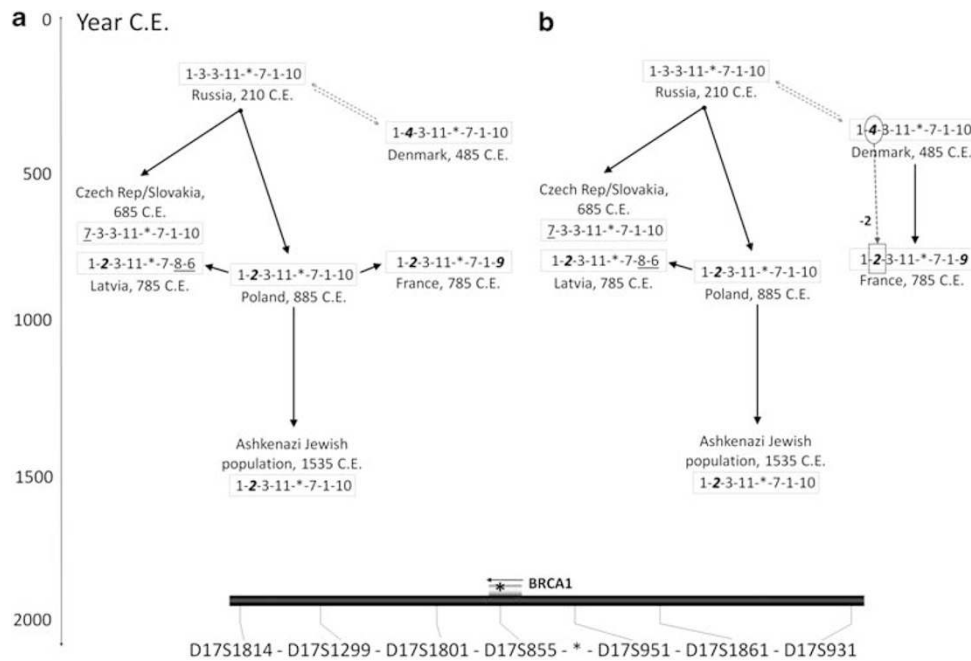 a
Year C.E.
0
500
1000
1500
2000
1-3-3-11-*-7-1-10
Russia, 210 C.E.
1-4-3-11-*-7-1-10
Denmark, 485 C.E.
Czech Rep/Slovakia,
685 C.E.
7-3-3-11-*-7-1-10
1-2-3-11-*-7-8-6
Latvia, 785 C.E.
1-2-3-11-*-7-1-10
Poland, 885 C.E.
1-2-3-11-*-7-1-9
France, 785 C.E.
Ashkenazi Jewish
population, 1535 C.E.
1-2-3-11-*-7-1-10
b
1-3-3-11-*-7-1-10
Russia, 210 C.E.
1-4-3-11-*-7-1-10
Denmark, 485 C.E.
Czech Rep/Slovakia,
685 C.E.
7-3-3-11-*-7-1-10
-2
1-2-3-11-*-7-8-6
Latvia, 785 C.E.
1-2-3-11-*-7-1-10
Poland, 885 C.E.
1-2-3-11-*-7-1-9
France, 785 C.E.
Ashkenazi Jewish
population, 1535 C.E.
1-2-3-11-*-7-1-10
* BRCA1
D17S1814 - D17S1299 - D17S1801 - D17S855 - * - D17S951 - D17S1861 - D17S931